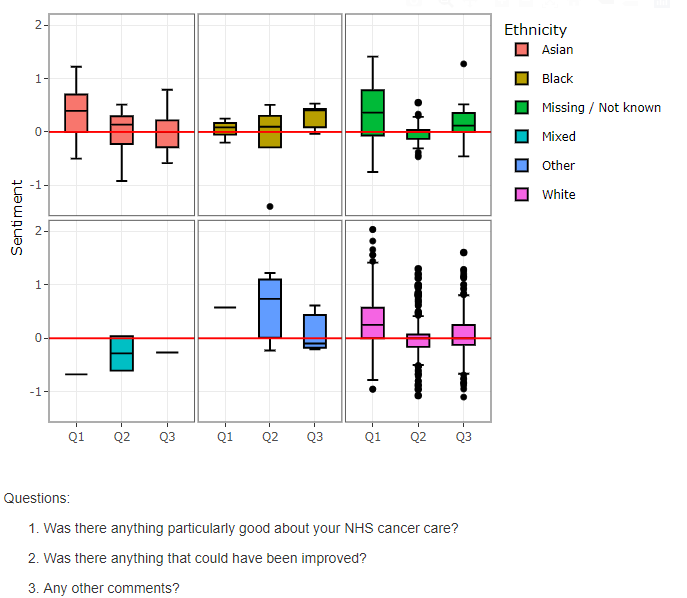 Ethnicity
Asian
Black
Missing / Not known
Mixed
Other
White
Sentiment
2
1
0
-1
2
1
0
-1
Q1 Q2 Q3 Q1 Q2 Q3 Q1 Q2 Q3
Questions:
1. Was there anything particularly good about your NHS cancer care?
2. Was there anything that could have been improved?
3. Any other comments?